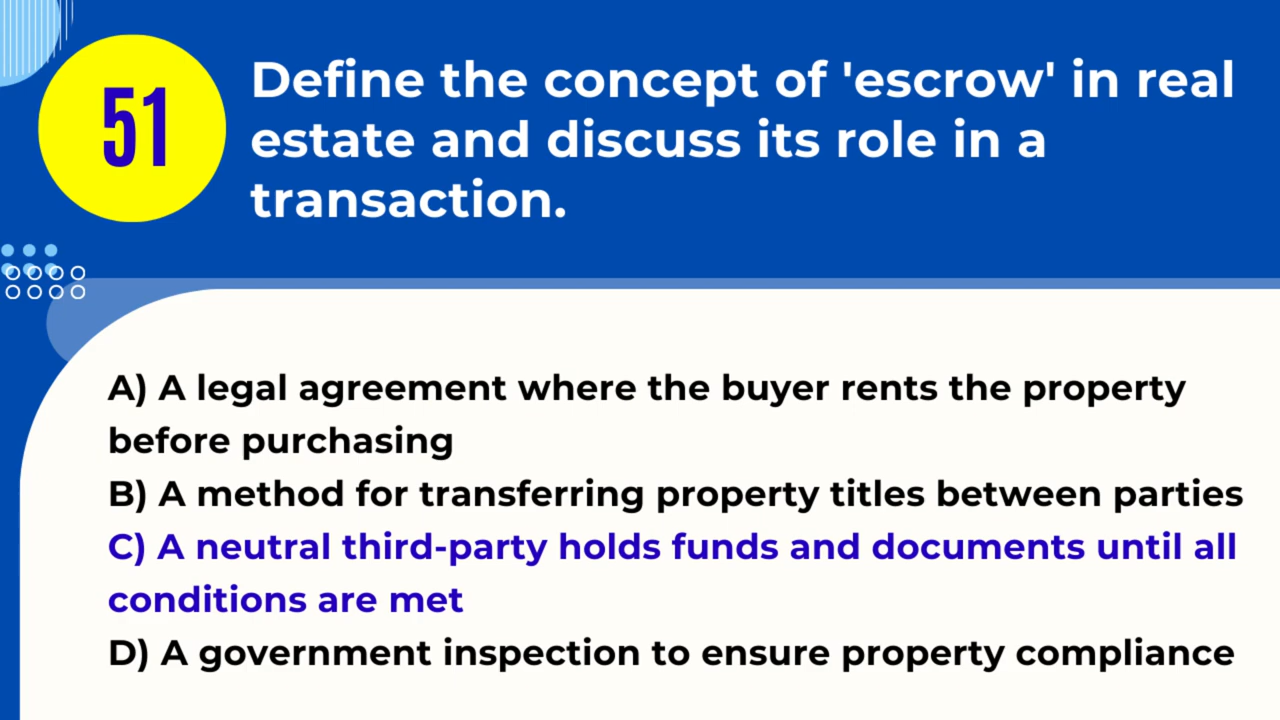 51
Define the concept of 'escrow' in real
estate and discuss its role in a
transaction.
A) A legal agreement where the buyer rents the property
before purchasing
B) A method for transferring property titles between parties
C) A neutral third-party holds funds and documents until all
conditions are met
D) A government inspection to ensure property compliance